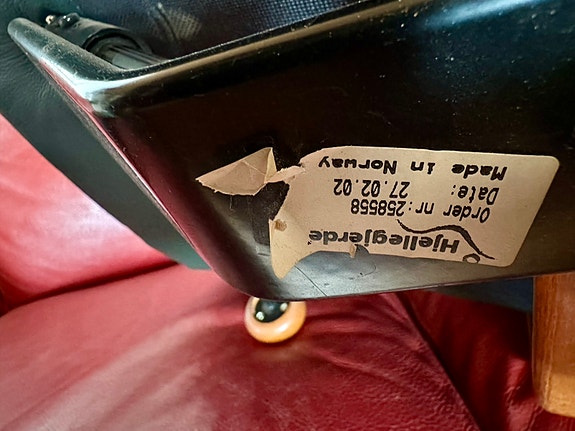 Hjellegjerde
Order nr:258558
Date: 27.02.02
Made in Norway